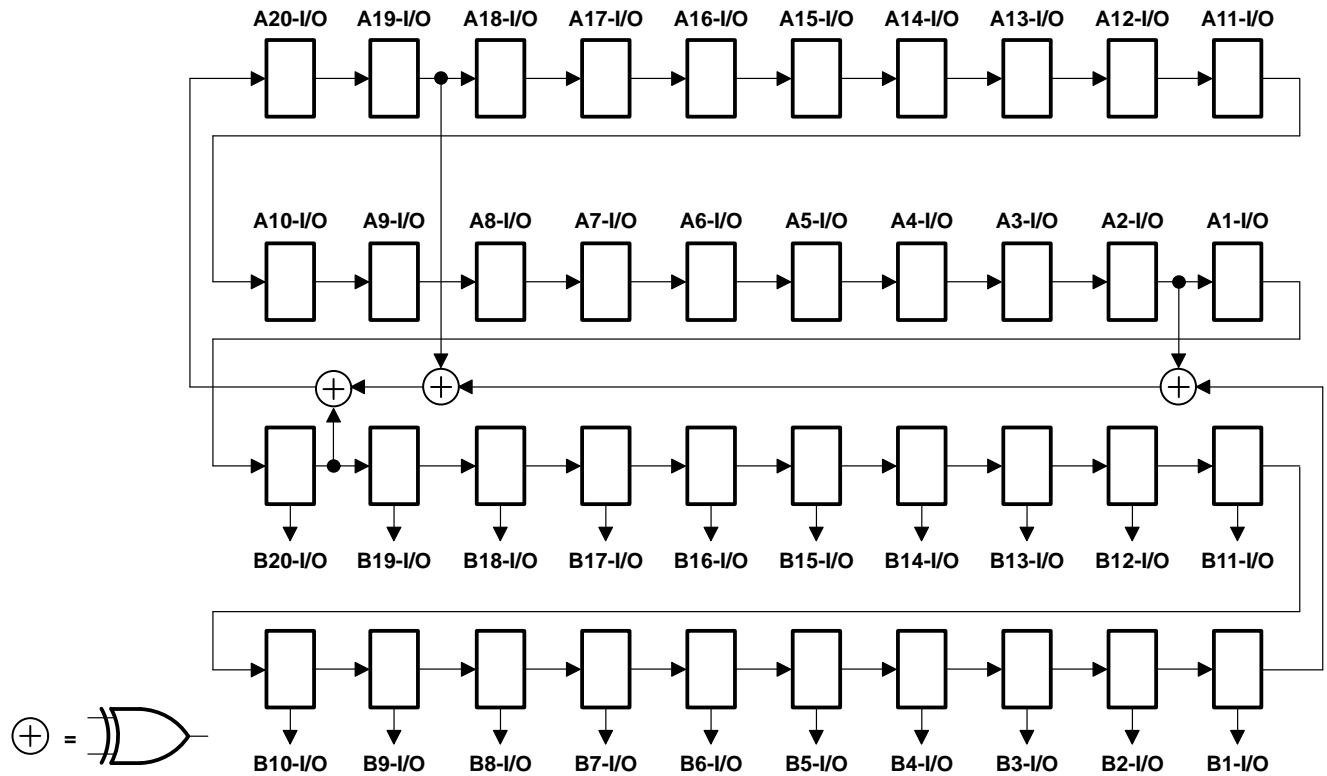 A20-I/O A19-I/O A18-I/O A17-I/O A16-I/O A15-I/O A14-I/O A13-I/O A12-I/O A11-I/O
A10-I/O A9-I/O A8-I/O A7-I/O A6-I/O A5-I/O A4-I/O A3-I/O A2-I/O A1-I/O
B20-I/O B19-I/O B18-I/O B17-I/O B16-I/O B15-I/O B14-I/O B13-I/O B12-I/O B11-I/O
=
B10-I/O B9-I/O B8-I/O B7-I/O B6-I/O B5-I/O B4-I/O B3-I/O B2-I/O B1-I/O